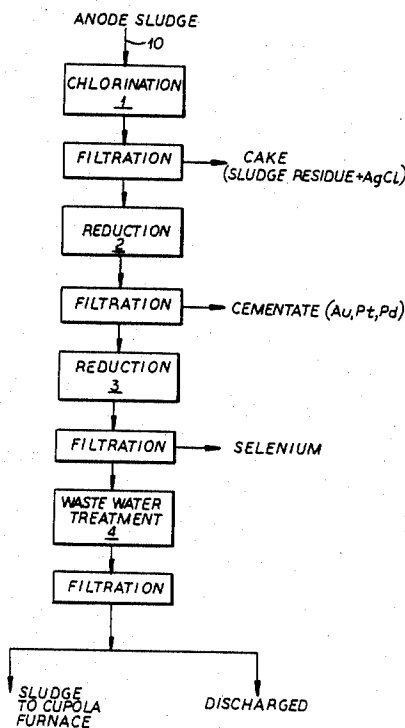 ANODE SLUDGE
10
CHLORINATION
1
FILTRATION
CAKE
(SLUDGE RESIDUE+AgCl)
REDUCTION
2
FILTRATION
CEMENTATE (Au,Pt,Pd)
REDUCTION
3
FILTRATION
SELENIUM
WASTE WATER
TREATMENT
4
FILTRATION
SLUDGE
TO CUPOLA
FURNACE
DISCHARGED